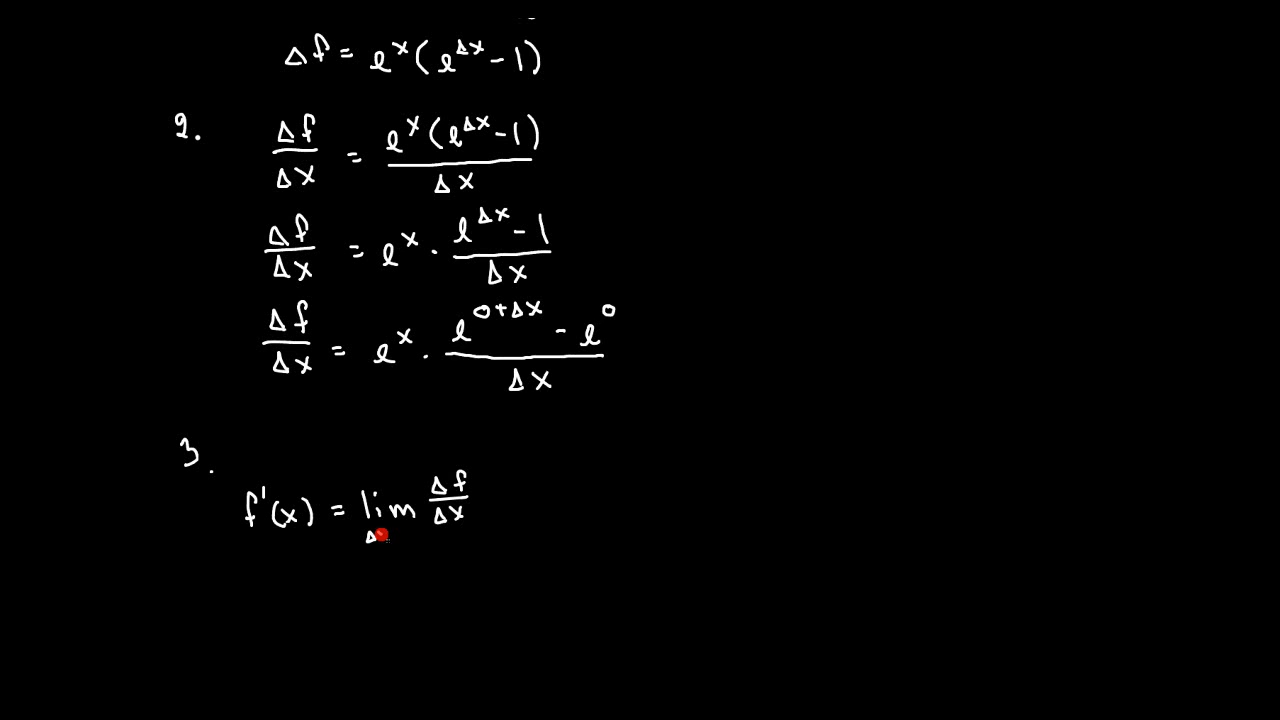 Δf = e^x (e^Δx - 1)
2. Δf/Δx = e^x (e^Δx - 1)/Δx
Δf/Δx = e^x · (e^Δx - 1)/Δx
Δf/Δx = e^x · (e^(0+Δx) - e^0)/Δx
3.
f'(x) = lim Δf/Δx
Δ